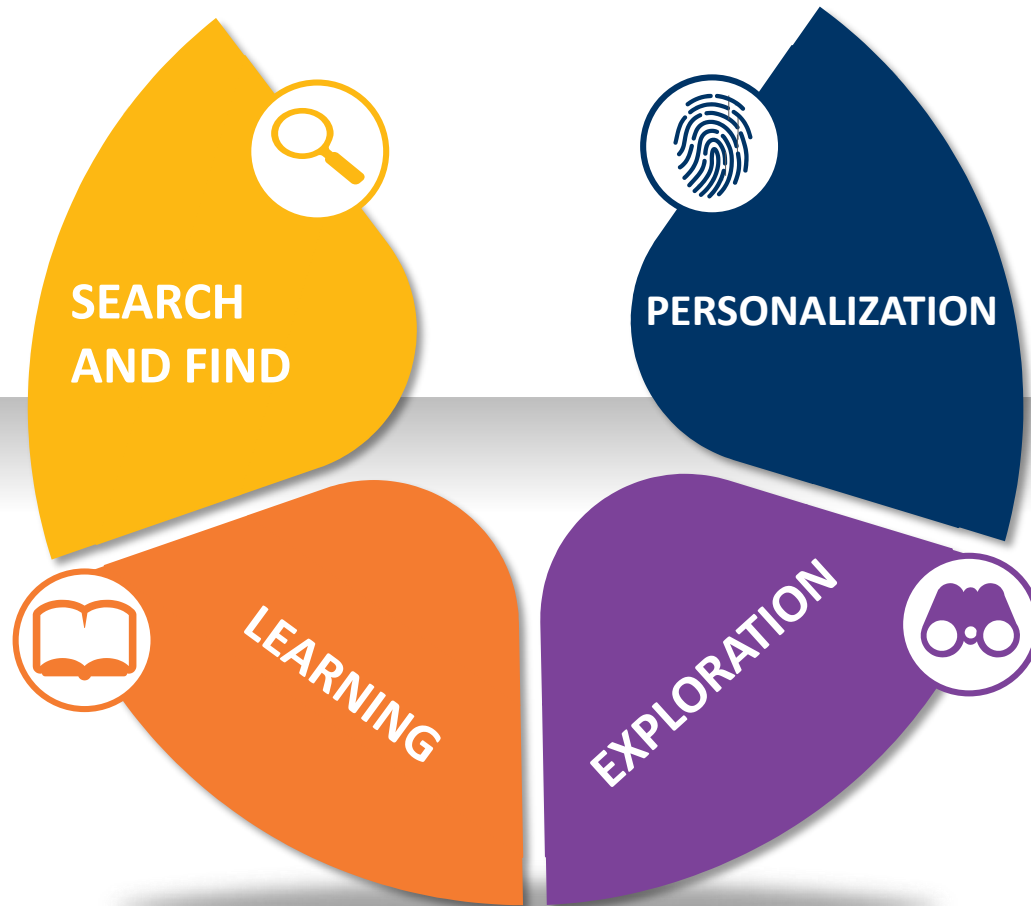 SEARCH
AND FIND
PERSONALIZATION
LEARNING
EXPLORATION